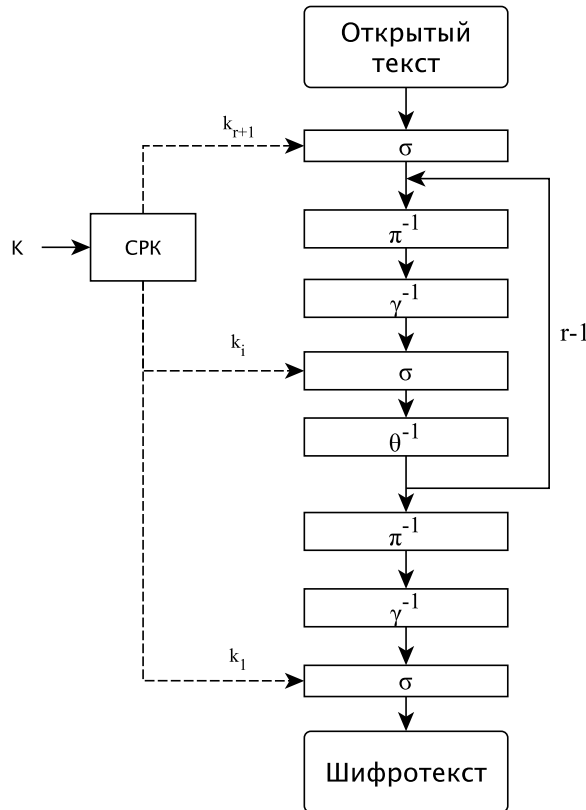 Открытый
текст
k_{r+1}
σ
π^{-1}
K
СРК
γ^{-1}
k_i
σ
r-1
θ^{-1}
π^{-1}
γ^{-1}
k_1
σ
Шифротекст